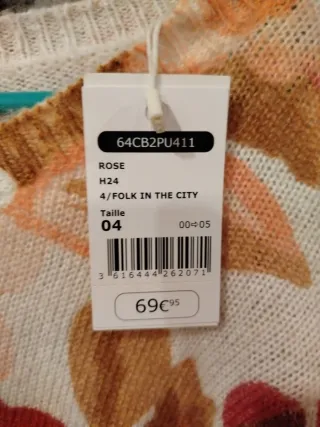 64CB2PU411
ROSE
H24
4/FOLK IN THE CITY
Taille
04 00⇨05
3 616444 262071
69€95